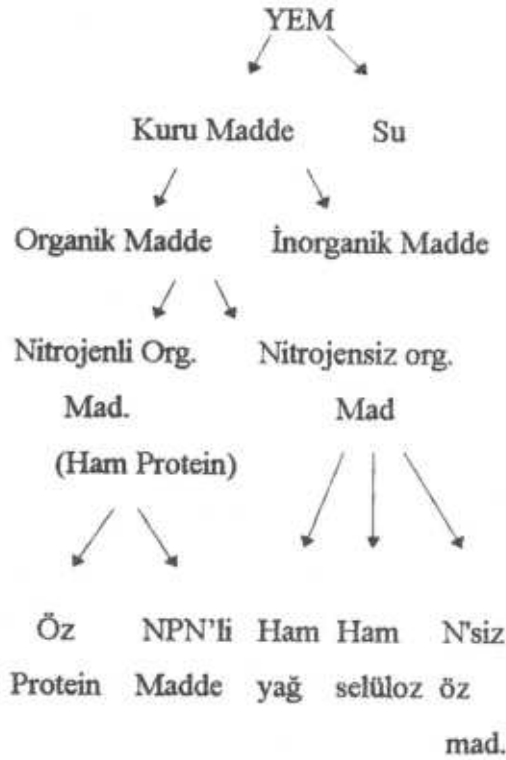 YEM
Kuru Madde Su
Organik Madde İnorganik Madde
Nitrojenli Org. Nitrojensiz org.
Mad. Mad
(Ham Protein)
Öz NPN'li Ham Ham N'siz
Protein Madde yağ selüloz öz
mad.